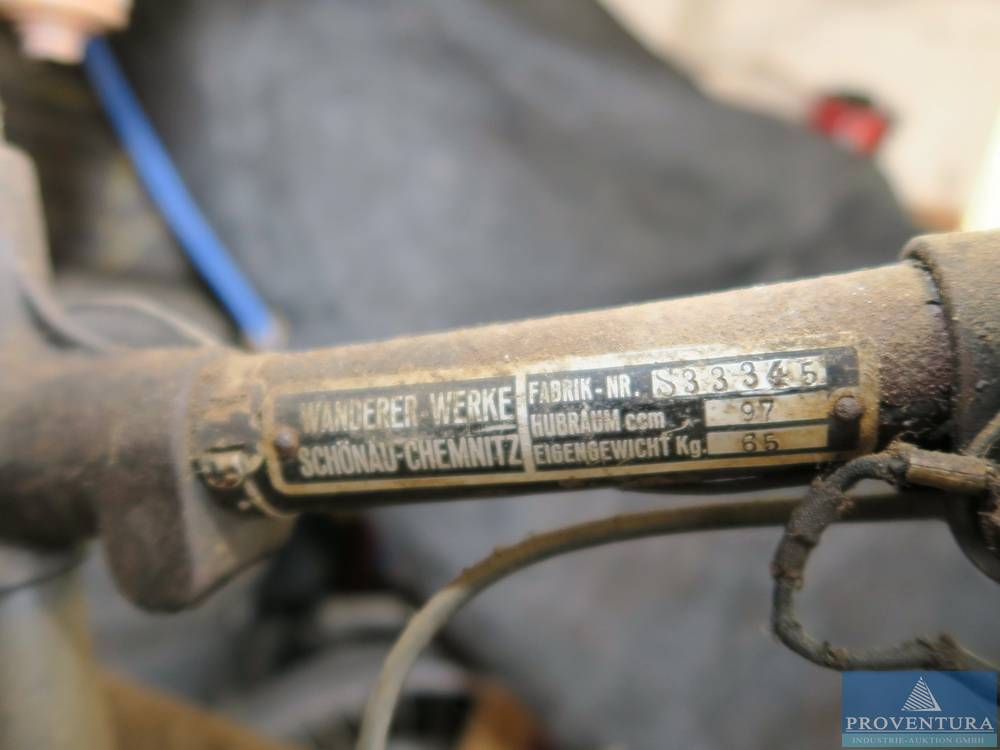 WANDERER-WERKE
SCHÖNAU-CHEMNITZ
FABRIK-NR. S33345
HUBRAUM ccm 97
EIGENGEWICHT Kg. 65
PROVENTURA
INDUSTRIE-AUKTION GMBH